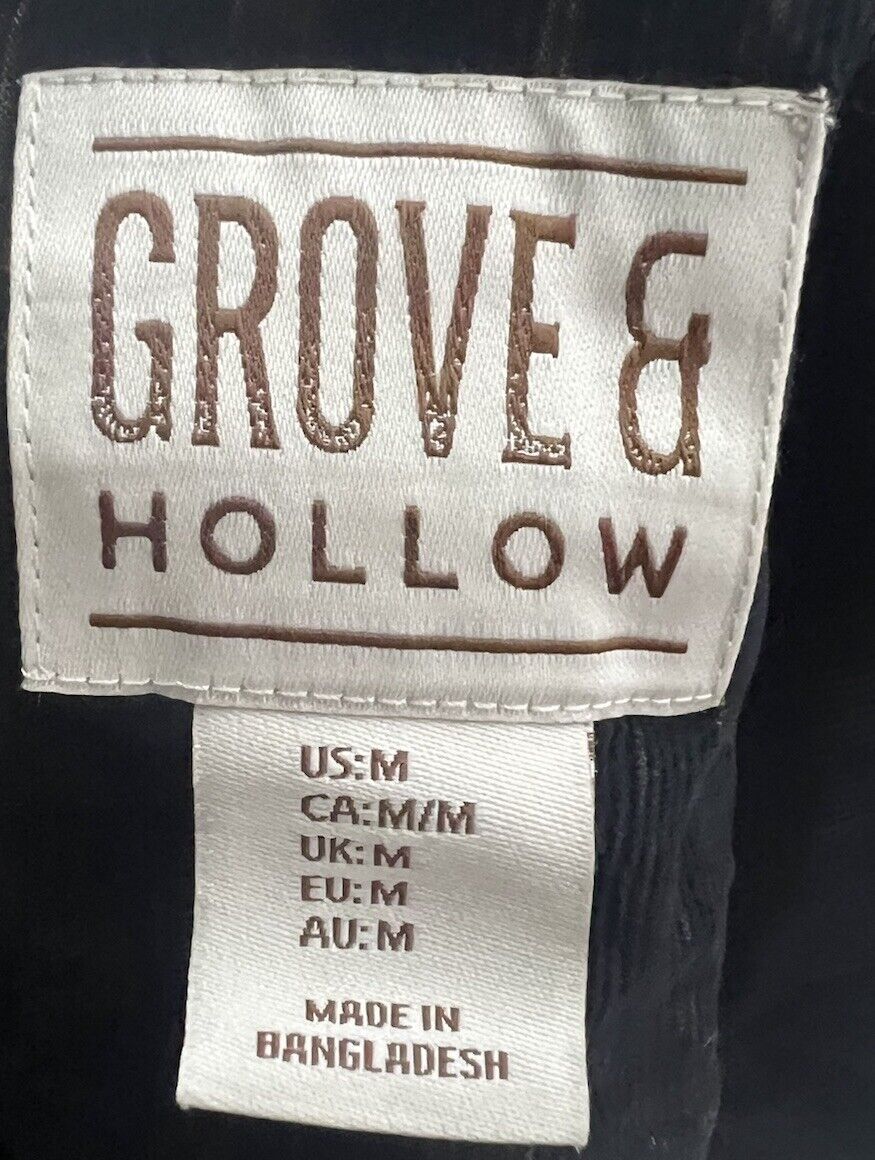 GROVE &
HOLLOW
US:M
CA:M/M
UK:M
EU:M
AU:M
MADE IN
BANGLADESH